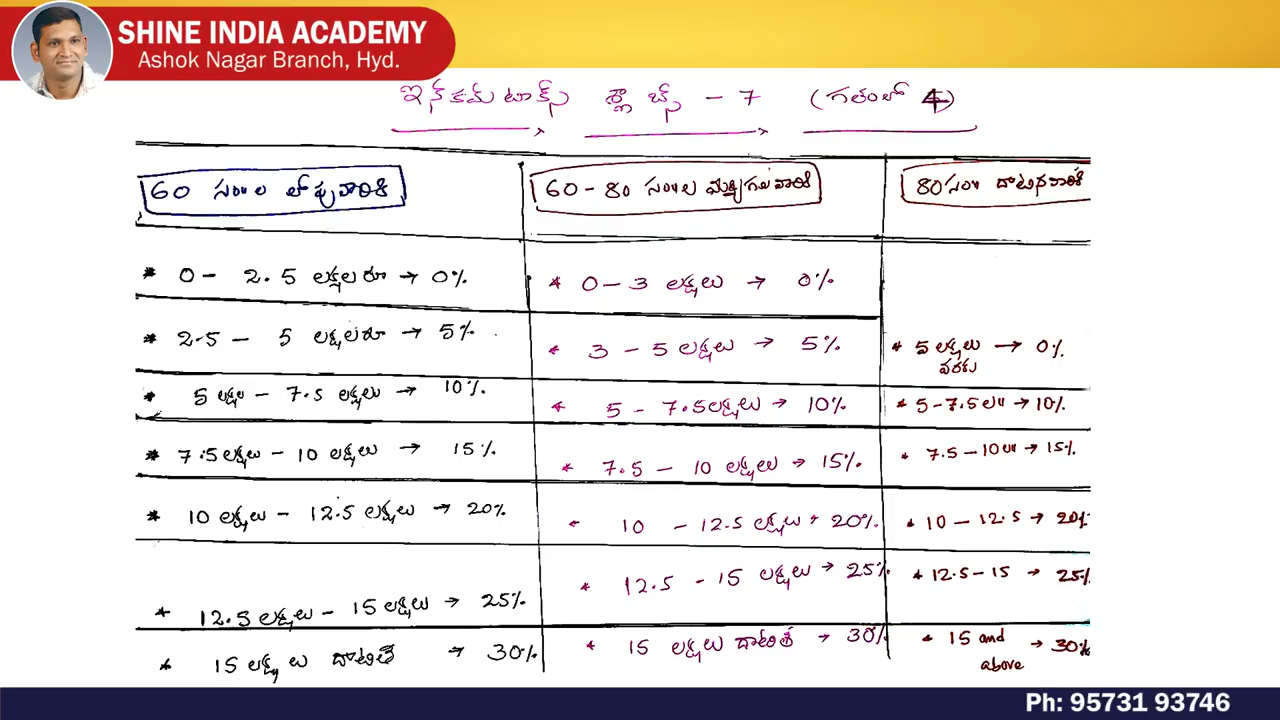 SHINE INDIA ACADEMY
Ashok Nagar Branch, Hyd.
ఇన్‌కమ్ టాక్స్ శ్లాబ్స్ - 7 (గతంలో 4)
60 సం॥ల లోపు వారికి
60 - 80 సం॥ల మధ్యగల వారికి
80 సం॥ దాటిన వారికి
* 0 - 2.5 లక్షల రూ → 0%
* 0 - 3 లక్షలు → 0%
* 2.5 - 5 లక్షల రూ → 5%
* 3 - 5 లక్షలు → 5%
* 5 లక్షలు → 0%
వరకు
* 5 లక్షల - 7.5 లక్షలు → 10%
* 5 - 7.5 లక్షలు → 10%
* 5 - 7.5 ల॥ → 10%
* 7.5 లక్షలు - 10 లక్షలు → 15%
* 7.5 - 10 లక్షలు → 15%
* 7.5 - 10 ల॥ → 15%
* 10 లక్షలు - 12.5 లక్షలు → 20%
* 10 - 12.5 లక్షలు → 20%
* 10 - 12.5 → 20%
* 12.5 లక్షలు - 15 లక్షలు → 25%
* 12.5 - 15 లక్షలు → 25%
* 12.5 - 15 → 25%
* 15 లక్షలు దాటితే → 30%
* 15 లక్షలు దాటితే → 30%
* 15 and above → 30%
Ph: 95731 93746